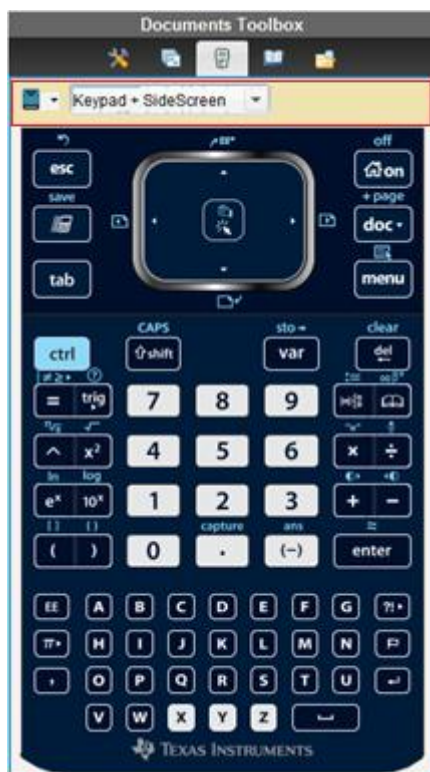 Documents Toolbox
Keypad + SideScreen
off
esc
on
save
+ page
doc
tab
menu
CAPS
sto →
clear
ctrl
⇧shift
var
del
= trig 7 8 9
^ x² 4 5 6 × ÷
ln log
eˣ 10ˣ 1 2 3 + −
[ ] { } capture ans ≈
( ) 0 . (−) enter
EE A B C D E F G ?!▸
π▸ H I J K L M N
, O P Q R S T U ↵
V W X Y Z
TEXAS INSTRUMENTS